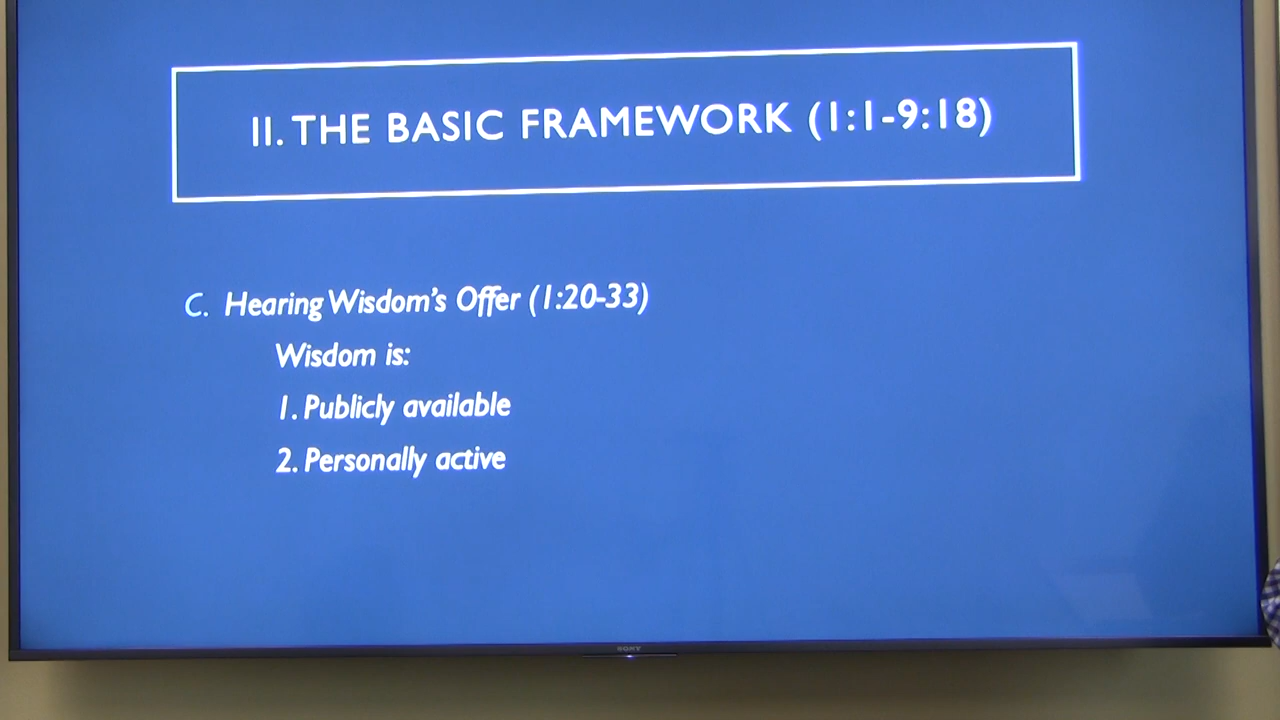 II. THE BASIC FRAMEWORK (1:1-9:18)
C. Hearing Wisdom's Offer (1:20-33)
Wisdom is:
1. Publicly available
2. Personally active
SONY